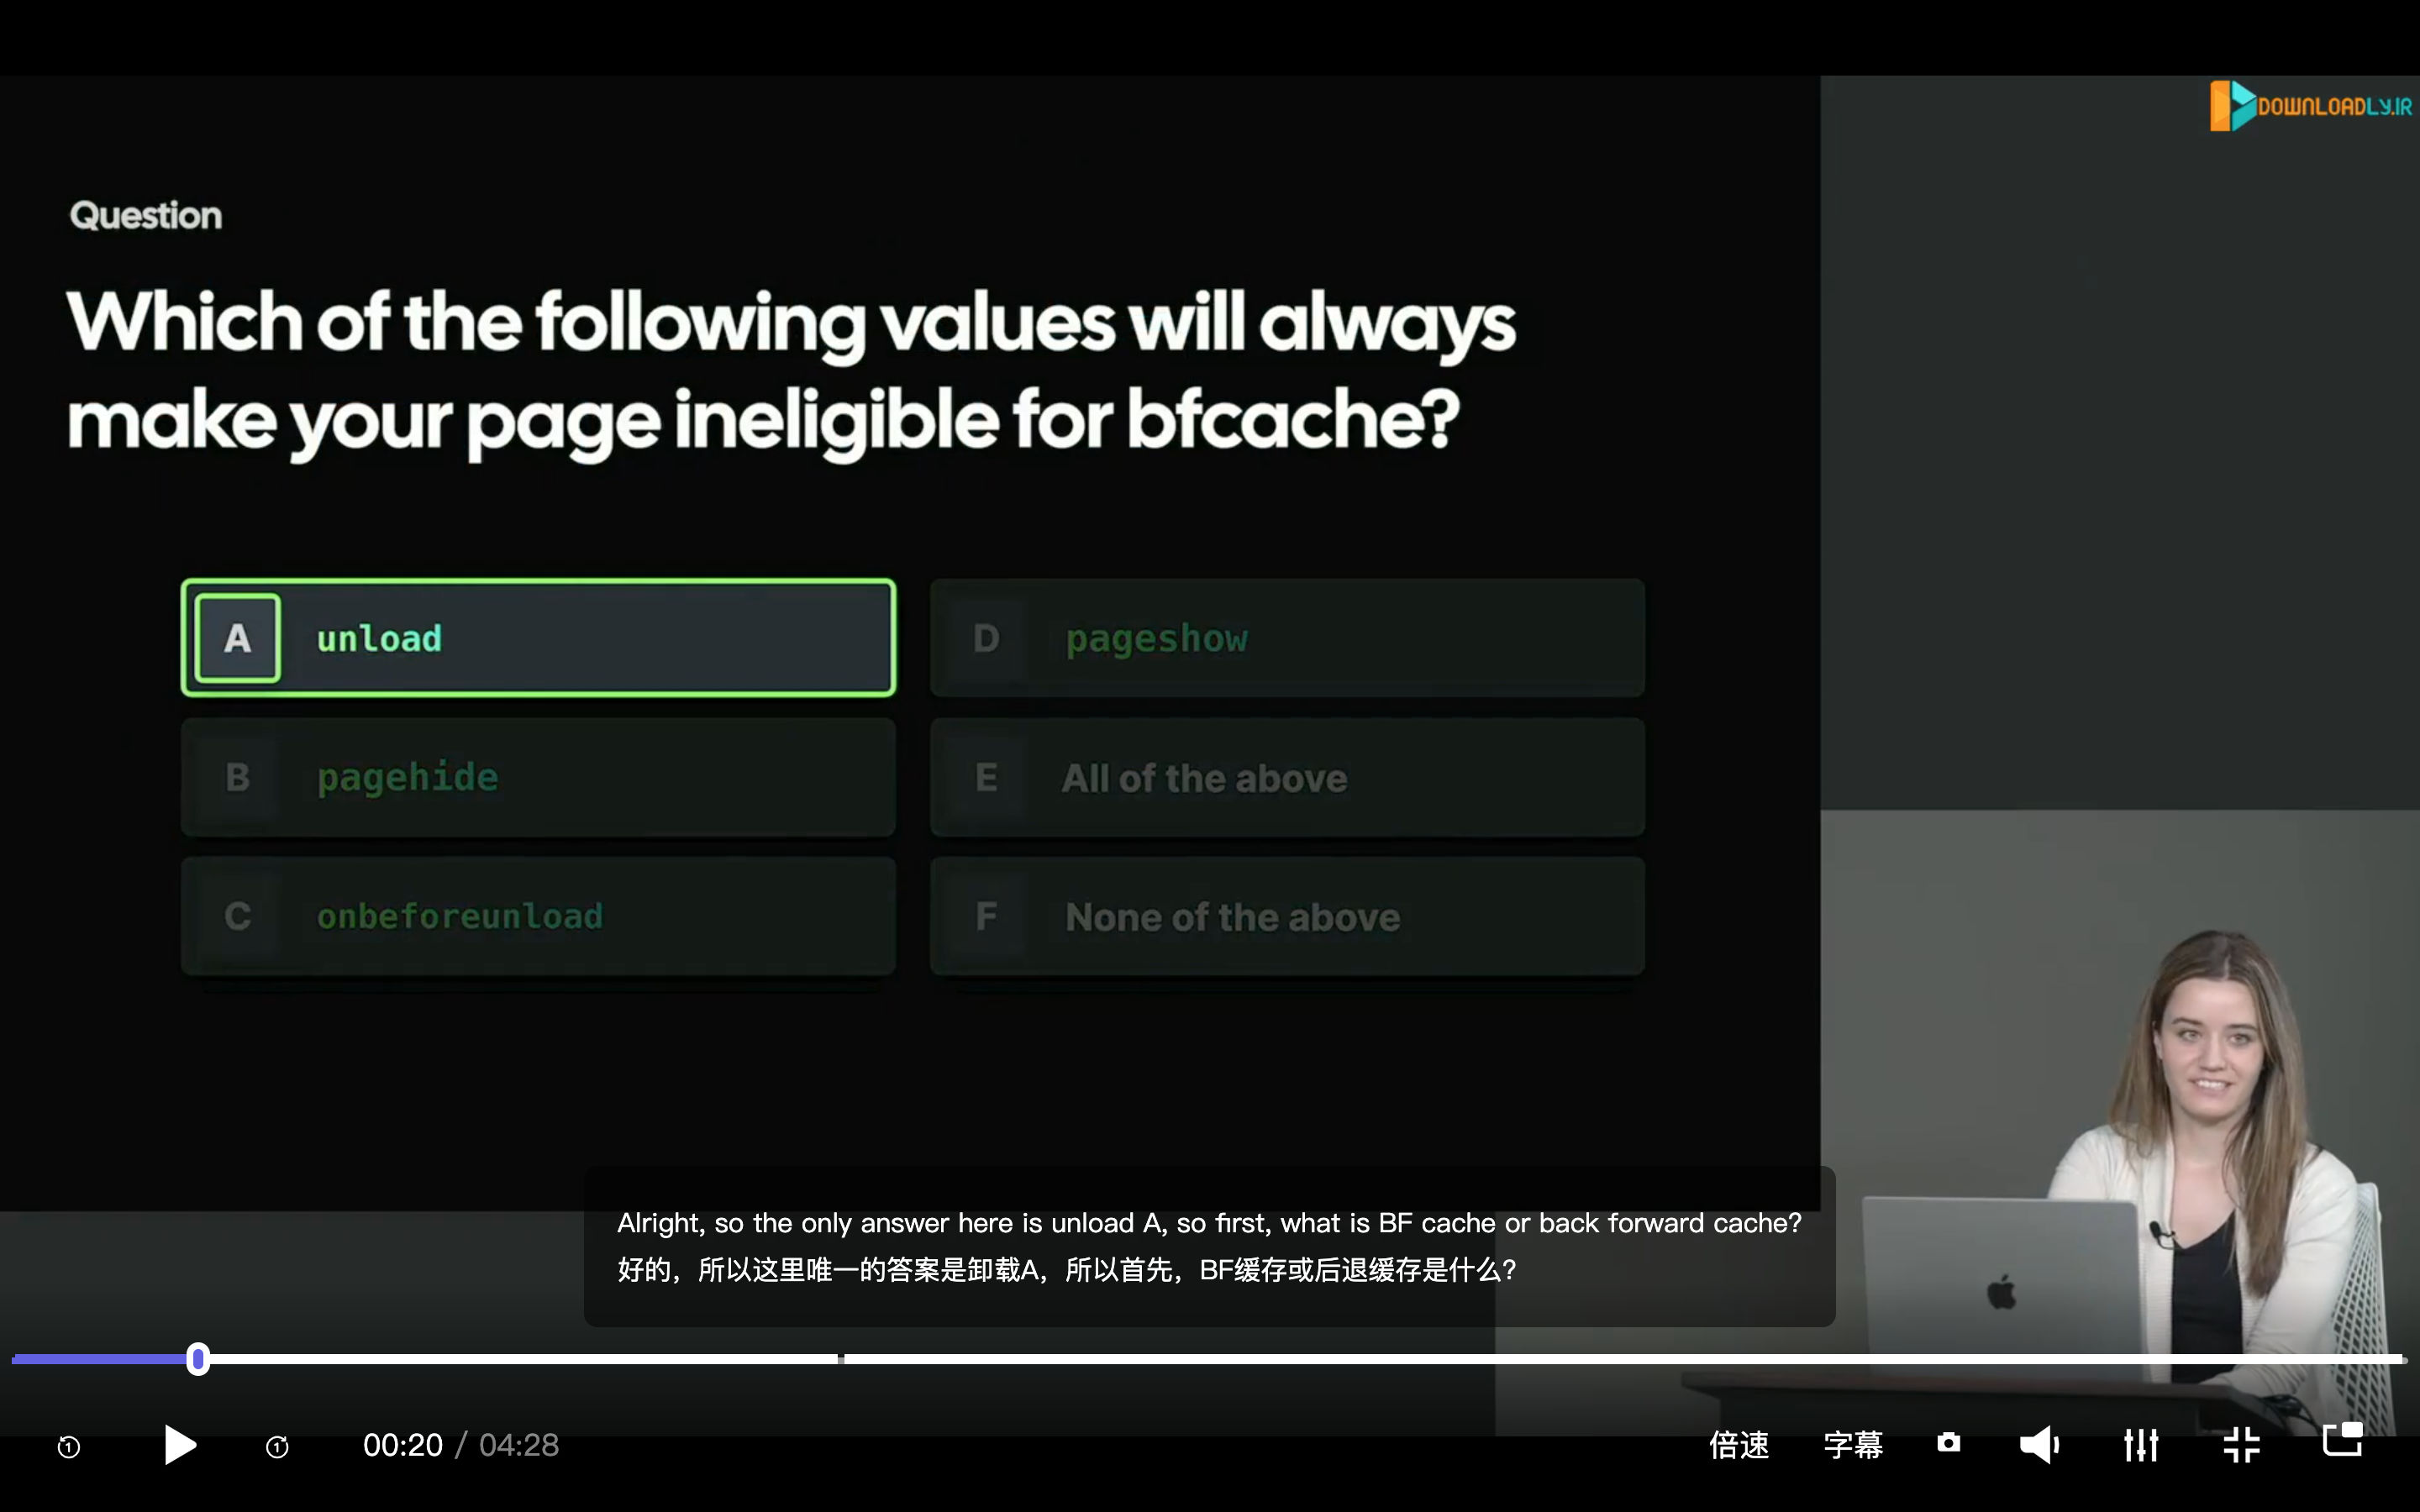 DOWNLOADLY.IR
Question
Which of the following values will always
make your page ineligible for bfcache?
A unload
D pageshow
B pagehide
E All of the above
C onbeforeunload
F None of the above
Alright, so the only answer here is unload A, so first, what is BF cache or back forward cache?
好的，所以这里唯一的答案是卸载A，所以首先，BF缓存或后退缓存是什么？
1
1
00:20 / 04:28
倍速
字幕